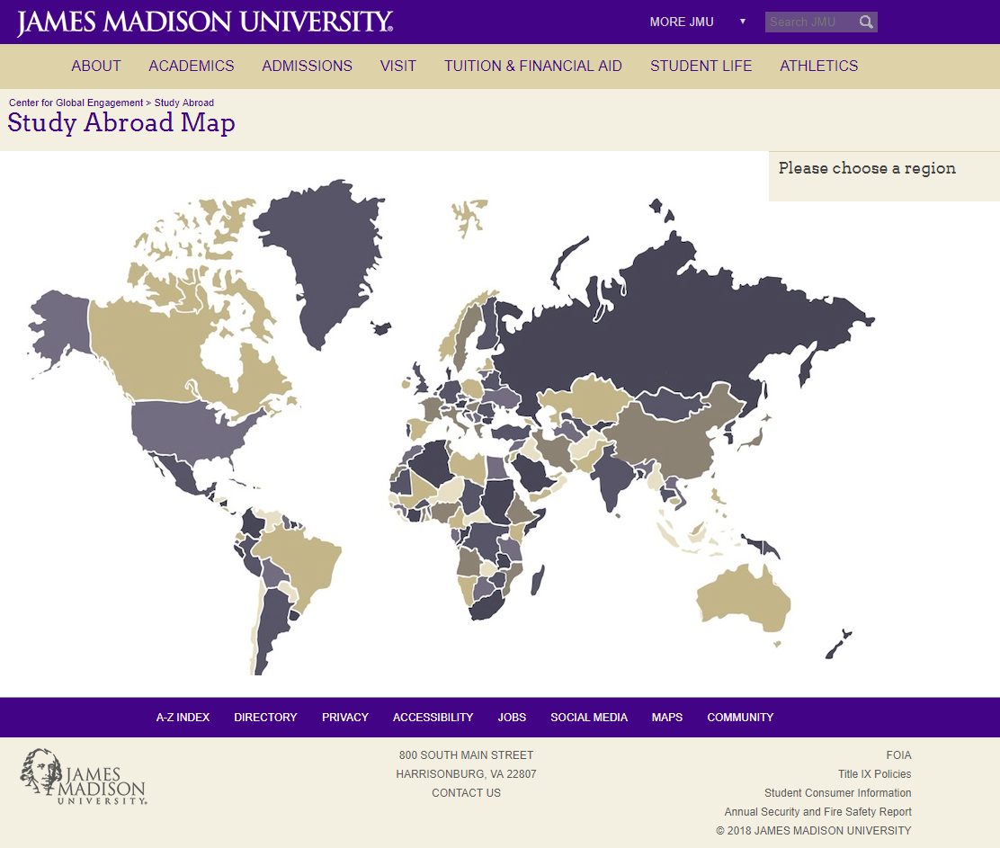 JAMES MADISON UNIVERSITY®
MORE JMU ▼
Search JMU
ABOUT ACADEMICS ADMISSIONS VISIT TUITION & FINANCIAL AID STUDENT LIFE ATHLETICS
Center for Global Engagement > Study Abroad
Study Abroad Map
Please choose a region
A-Z INDEX DIRECTORY PRIVACY ACCESSIBILITY JOBS SOCIAL MEDIA MAPS COMMUNITY
JAMES
MADISON
UNIVERSITY.
800 SOUTH MAIN STREET
HARRISONBURG, VA 22807
CONTACT US
FOIA
Title IX Policies
Student Consumer Information
Annual Security and Fire Safety Report
© 2018 JAMES MADISON UNIVERSITY